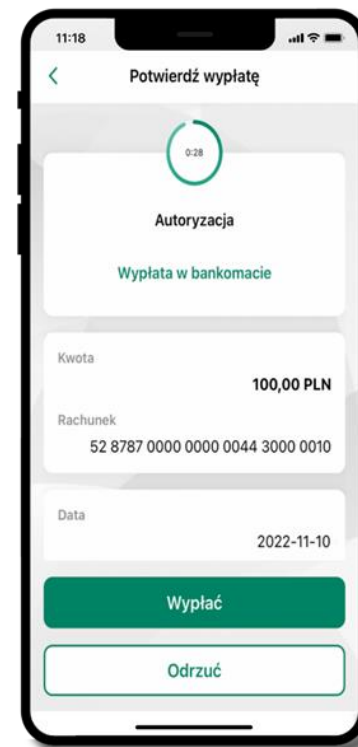 11:18
Potwierdź wypłatę
0:28
Autoryzacja
Wypłata w bankomacie
Kwota
100,00 PLN
Rachunek
52 8787 0000 0000 0044 3000 0010
Data
2022-11-10
Wypłać
Odrzuć